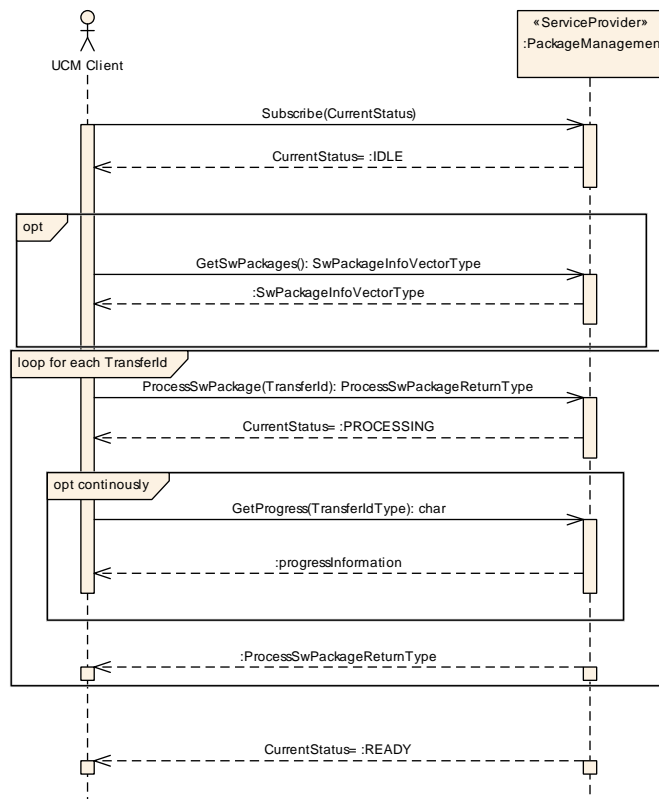 «ServiceProvider»
:PackageManagemen
UCM Client
Subscribe(CurrentStatus)
CurrentStatus= :IDLE
opt
GetSwPackages(): SwPackageInfoVectorType
:SwPackageInfoVectorType
loop for each TransferId
ProcessSwPackage(TransferId): ProcessSwPackageReturnType
CurrentStatus= :PROCESSING
opt continously
GetProgress(TransferIdType): char
:progressInformation
:ProcessSwPackageReturnType
CurrentStatus= :READY